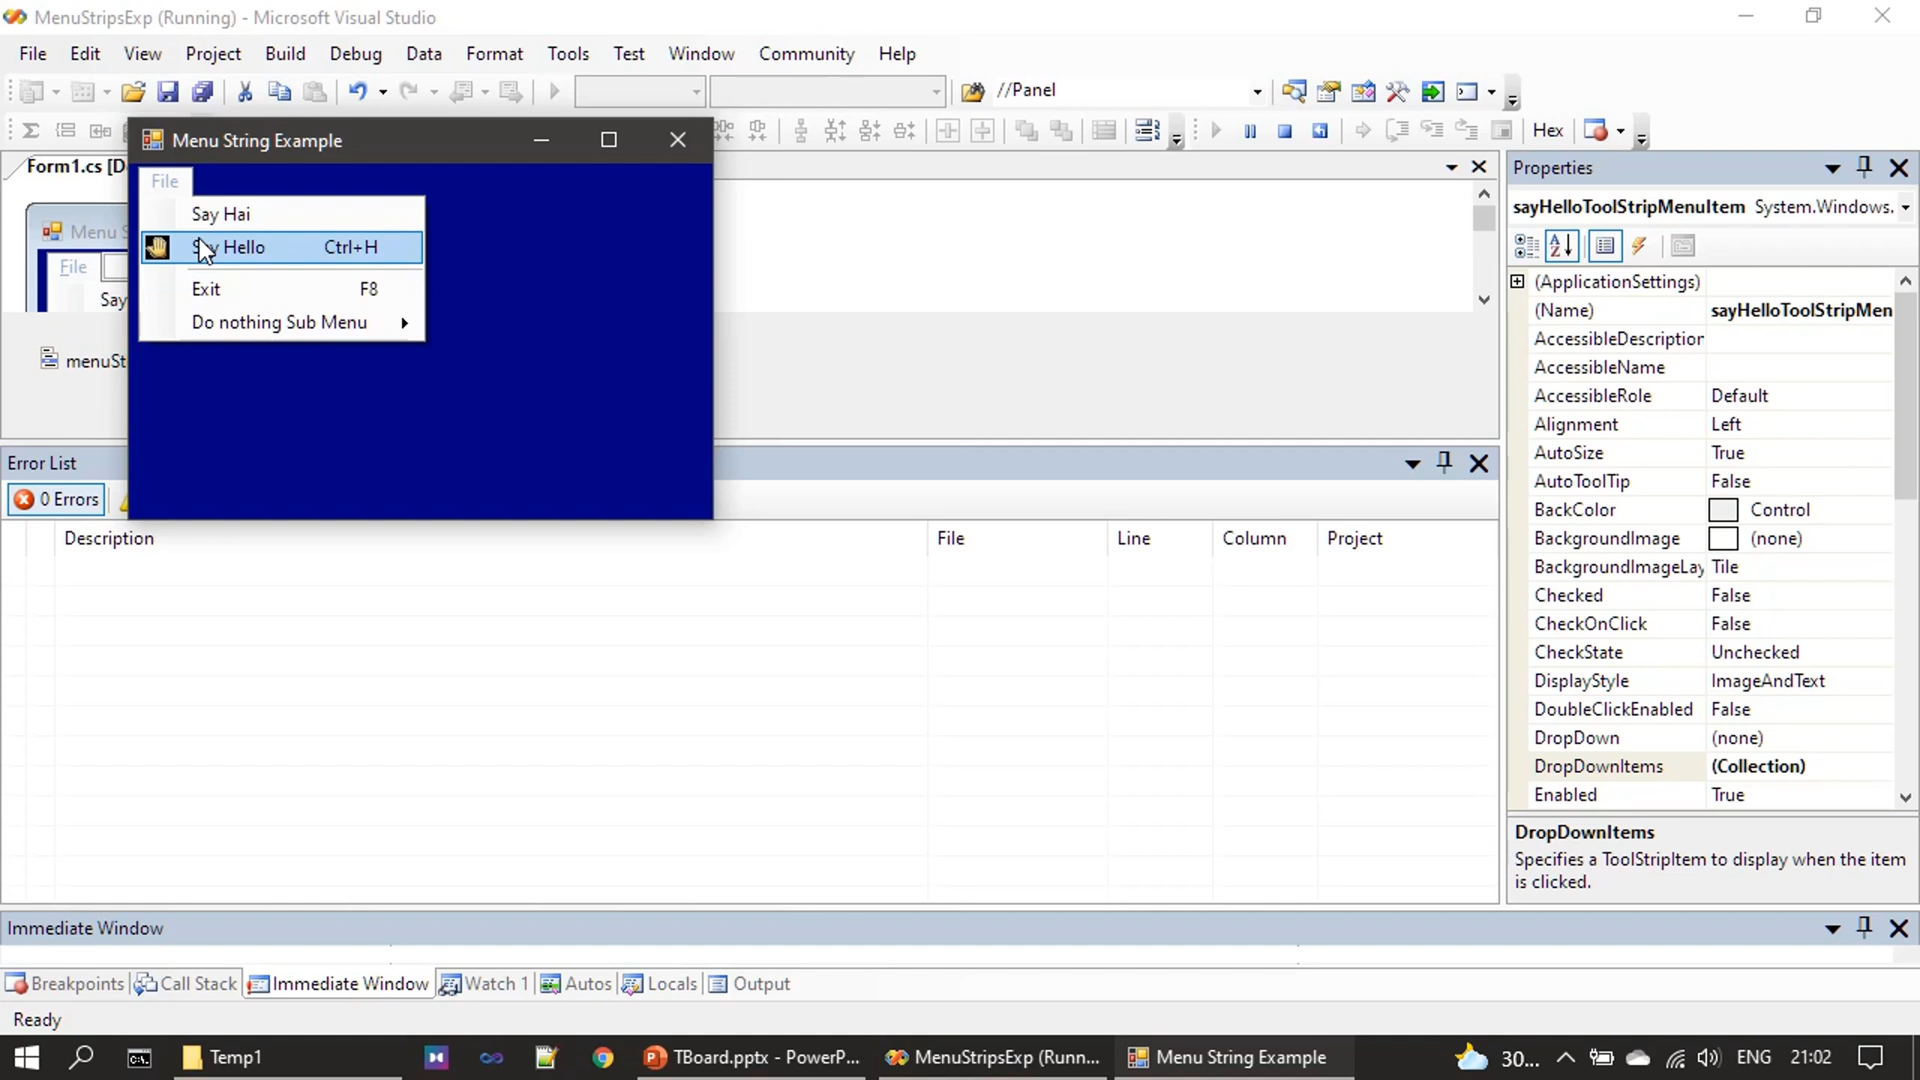 MenuStripsExp (Running) - Microsoft Visual Studio
File Edit View Project Build Debug Data Format Tools Test Window Community Help
//Panel
Hex
Menu String Example
Form1.cs [D
Menu S
File
Say
menuSt
File
Say Hai
Say Hello Ctrl+H
Exit F8
Do nothing Sub Menu
Error List
0 Errors
Description File Line Column Project
Properties
sayHelloToolStripMenuItem System.Windows.
(ApplicationSettings)
(Name) sayHelloToolStripMen
AccessibleDescription
AccessibleName
AccessibleRole Default
Alignment Left
AutoSize True
AutoToolTip False
BackColor Control
BackgroundImage (none)
BackgroundImageLay Tile
Checked False
CheckOnClick False
CheckState Unchecked
DisplayStyle ImageAndText
DoubleClickEnabled False
DropDown (none)
DropDownItems (Collection)
Enabled True
DropDownItems
Specifies a ToolStripItem to display when the item
is clicked.
Immediate Window
Breakpoints Call Stack Immediate Window Watch 1 Autos Locals Output
Ready
Temp1 TBoard.pptx - PowerP... MenuStripsExp (Runn... Menu String Example 30... ENG 21:02